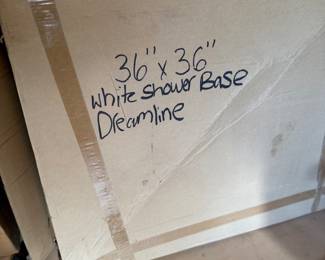 36" x 36"
white shower Base
Dreamline